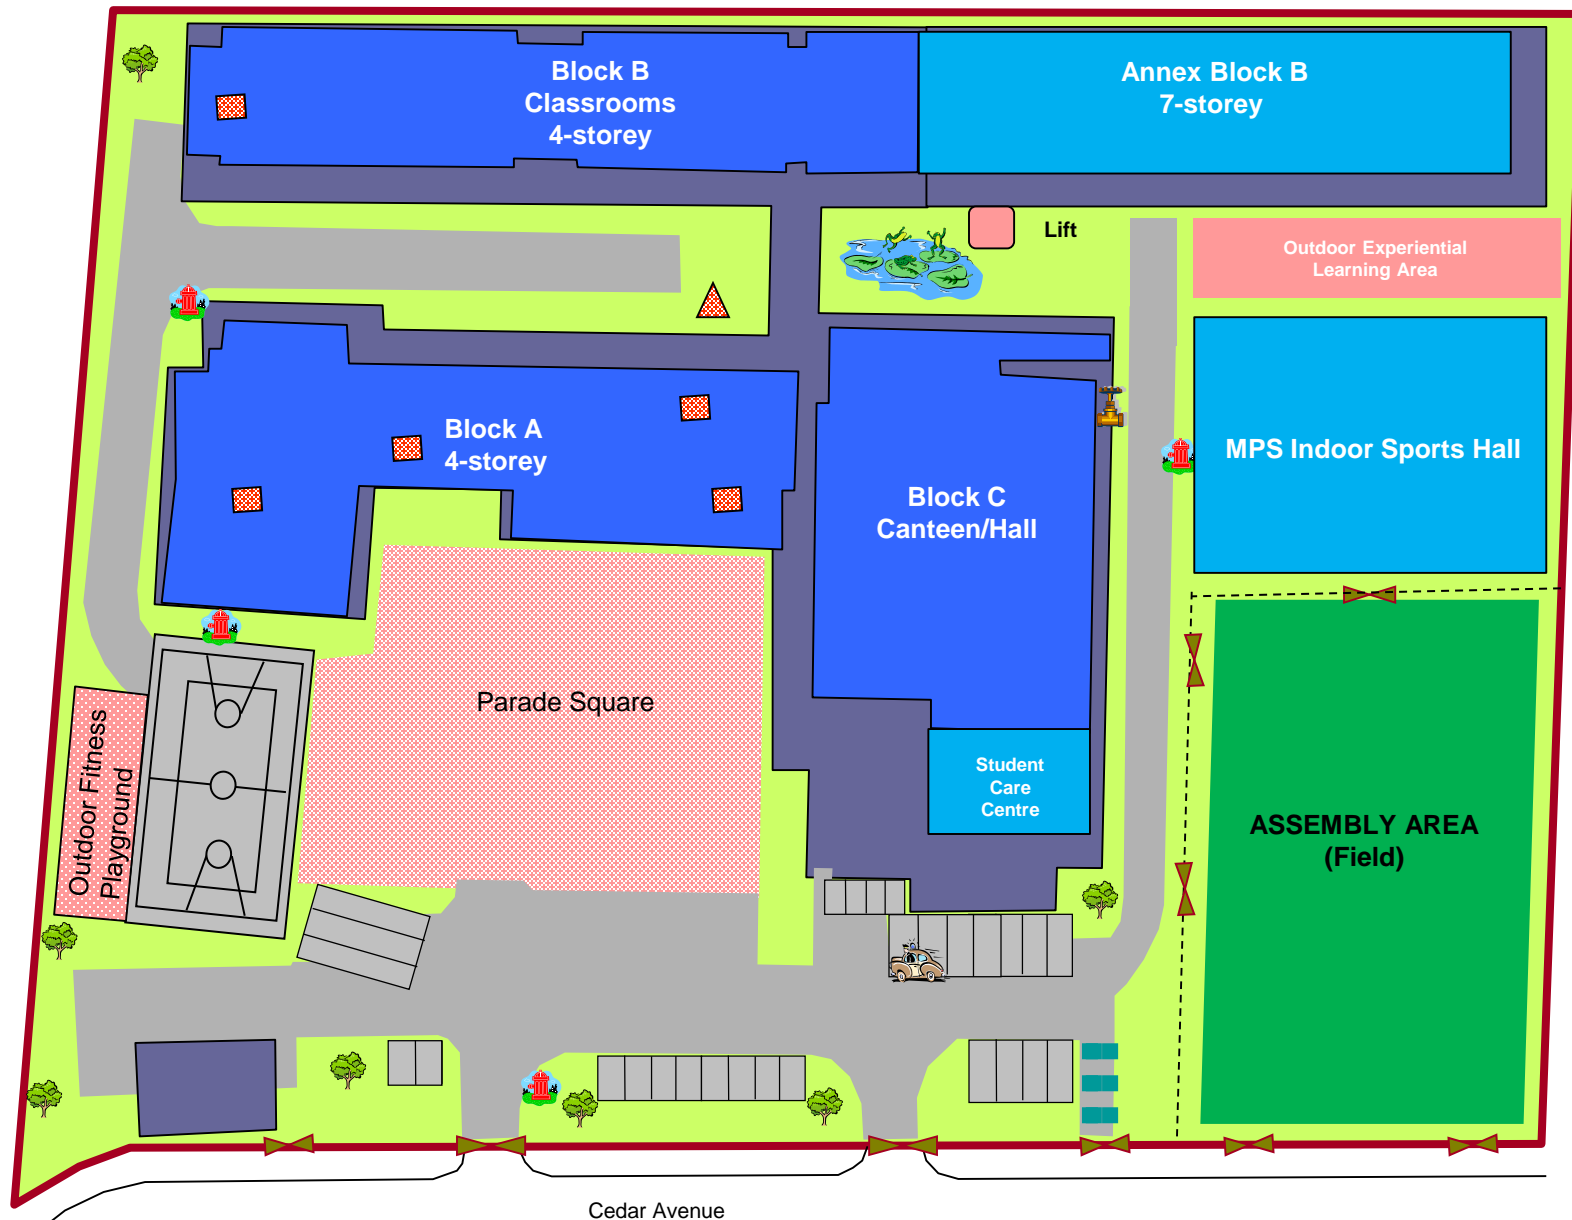 Block B
Classrooms
4-storey
Annex Block B
7-storey
Lift
Outdoor Experiential
Learning Area
Block A
4-storey
Block C
Canteen/Hall
MPS Indoor Sports Hall
Parade Square
Outdoor Fitness
Playground
Student
Care
Centre
ASSEMBLY AREA
(Field)
Cedar Avenue